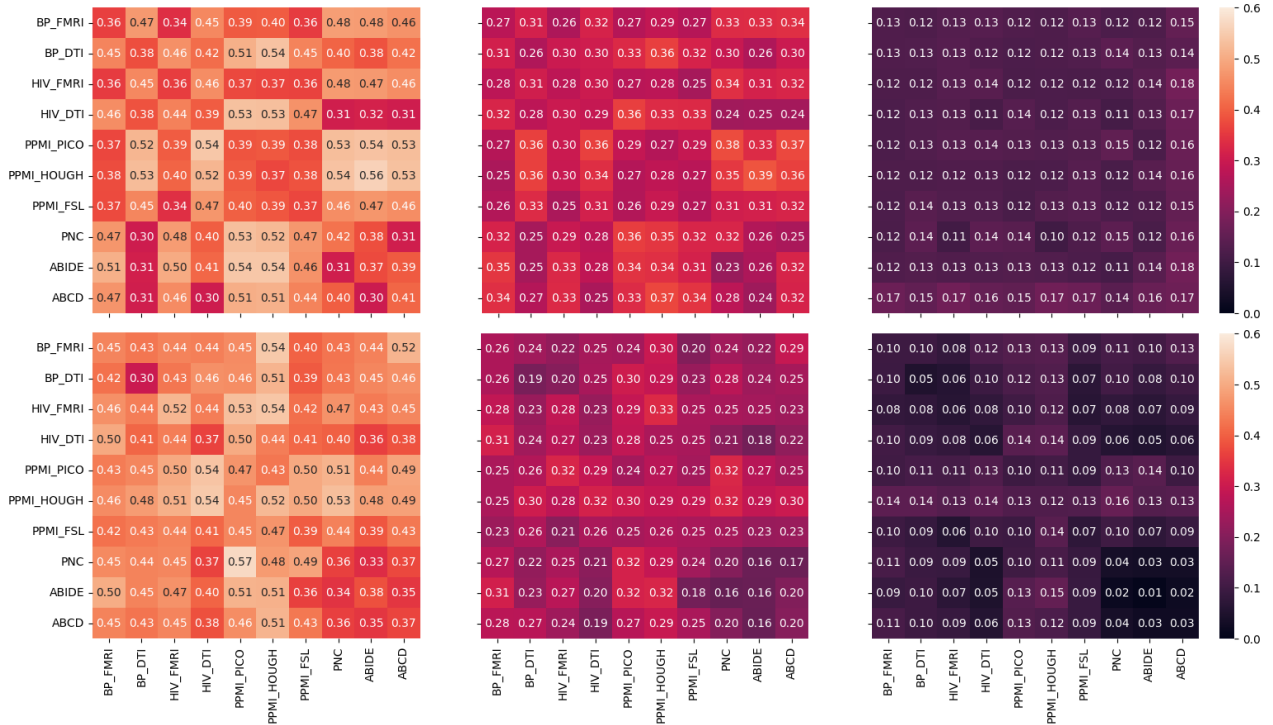 BP_FMRI 0.36 0.47 0.34 0.45 0.39 0.40 0.36 0.48 0.48 0.46 0.27 0.31 0.26 0.32 0.27 0.29 0.27 0.33 0.33 0.34 0.13 0.12 0.13 0.13 0.12 0.12 0.12 0.12 0.12 0.15 0.6
BP_DTI 0.45 0.38 0.46 0.42 0.51 0.54 0.45 0.40 0.38 0.42 0.31 0.26 0.30 0.30 0.33 0.36 0.32 0.30 0.26 0.30 0.13 0.13 0.13 0.12 0.12 0.12 0.13 0.14 0.13 0.14 0.5
HIV_FMRI 0.36 0.45 0.36 0.46 0.37 0.37 0.36 0.48 0.47 0.46 0.28 0.31 0.28 0.30 0.27 0.28 0.25 0.34 0.31 0.32 0.12 0.12 0.13 0.14 0.12 0.12 0.12 0.12 0.14 0.18
HIV_DTI 0.46 0.38 0.44 0.39 0.53 0.53 0.47 0.31 0.32 0.31 0.32 0.28 0.30 0.29 0.36 0.33 0.33 0.24 0.25 0.24 0.12 0.13 0.13 0.11 0.14 0.12 0.13 0.11 0.13 0.17 0.4
PPMI_PICO 0.37 0.52 0.39 0.54 0.39 0.39 0.38 0.53 0.54 0.53 0.27 0.36 0.30 0.36 0.29 0.27 0.29 0.38 0.33 0.37 0.12 0.13 0.13 0.14 0.12 0.13 0.13 0.15 0.12 0.16 0.3
PPMI_HOUGH 0.38 0.53 0.40 0.52 0.39 0.37 0.38 0.54 0.56 0.53 0.25 0.36 0.30 0.34 0.27 0.28 0.27 0.35 0.39 0.36 0.12 0.12 0.12 0.13 0.12 0.12 0.13 0.12 0.14 0.16
PPMI_FSL 0.37 0.45 0.34 0.47 0.40 0.39 0.37 0.46 0.47 0.46 0.26 0.33 0.25 0.31 0.26 0.29 0.27 0.31 0.31 0.32 0.12 0.14 0.12 0.13 0.13 0.12 0.13 0.12 0.12 0.15 0.2
PNC 0.47 0.30 0.48 0.40 0.53 0.52 0.47 0.42 0.38 0.31 0.32 0.25 0.29 0.28 0.36 0.35 0.32 0.32 0.26 0.25 0.12 0.14 0.11 0.14 0.14 0.10 0.12 0.15 0.12 0.16
ABIDE 0.51 0.31 0.50 0.41 0.54 0.54 0.46 0.31 0.37 0.39 0.35 0.25 0.33 0.28 0.34 0.34 0.31 0.23 0.26 0.32 0.12 0.13 0.13 0.13 0.13 0.13 0.12 0.11 0.14 0.18 0.1
ABCD 0.47 0.31 0.46 0.30 0.51 0.51 0.44 0.40 0.30 0.41 0.34 0.27 0.33 0.25 0.33 0.37 0.34 0.28 0.24 0.32 0.17 0.15 0.17 0.16 0.15 0.17 0.17 0.14 0.16 0.17 0.0
BP_FMRI 0.45 0.43 0.44 0.44 0.45 0.54 0.40 0.43 0.44 0.52 0.26 0.24 0.22 0.25 0.24 0.30 0.20 0.24 0.22 0.29 0.10 0.10 0.08 0.12 0.13 0.13 0.09 0.11 0.10 0.13 0.6
BP_DTI 0.42 0.30 0.43 0.46 0.46 0.51 0.39 0.43 0.45 0.46 0.26 0.19 0.20 0.25 0.30 0.29 0.23 0.28 0.24 0.25 0.10 0.05 0.06 0.10 0.12 0.13 0.07 0.10 0.08 0.10 0.5
HIV_FMRI 0.46 0.44 0.52 0.44 0.53 0.54 0.42 0.47 0.43 0.45 0.28 0.23 0.28 0.23 0.29 0.33 0.25 0.25 0.25 0.23 0.08 0.08 0.06 0.08 0.10 0.12 0.07 0.08 0.07 0.09
HIV_DTI 0.50 0.41 0.44 0.37 0.50 0.44 0.41 0.40 0.36 0.38 0.31 0.24 0.27 0.23 0.28 0.25 0.25 0.21 0.18 0.22 0.10 0.09 0.08 0.06 0.14 0.14 0.09 0.06 0.05 0.06 0.4
PPMI_PICO 0.43 0.45 0.50 0.54 0.47 0.43 0.50 0.51 0.44 0.49 0.25 0.26 0.32 0.29 0.24 0.27 0.25 0.32 0.27 0.25 0.10 0.11 0.11 0.13 0.10 0.11 0.09 0.13 0.14 0.10 0.3
PPMI_HOUGH 0.46 0.48 0.51 0.54 0.45 0.52 0.50 0.53 0.48 0.49 0.25 0.30 0.28 0.32 0.30 0.29 0.29 0.32 0.29 0.30 0.14 0.14 0.13 0.14 0.13 0.12 0.13 0.16 0.13 0.13
PPMI_FSL 0.42 0.43 0.44 0.41 0.45 0.47 0.39 0.44 0.39 0.43 0.23 0.26 0.21 0.26 0.25 0.26 0.25 0.25 0.23 0.23 0.10 0.09 0.06 0.10 0.10 0.14 0.07 0.10 0.07 0.09 0.2
PNC 0.45 0.44 0.45 0.37 0.57 0.48 0.49 0.36 0.33 0.37 0.27 0.22 0.25 0.21 0.32 0.29 0.24 0.20 0.16 0.17 0.11 0.09 0.09 0.05 0.16 0.11 0.09 0.04 0.03 0.03
ABIDE 0.50 0.45 0.47 0.40 0.51 0.51 0.36 0.34 0.38 0.35 0.31 0.23 0.27 0.20 0.32 0.32 0.18 0.16 0.16 0.20 0.09 0.10 0.07 0.05 0.13 0.15 0.09 0.02 0.01 0.02 0.1
ABCD 0.45 0.43 0.45 0.38 0.46 0.51 0.43 0.36 0.35 0.37 0.28 0.27 0.24 0.19 0.27 0.29 0.25 0.20 0.16 0.20 0.11 0.10 0.09 0.06 0.13 0.12 0.09 0.04 0.03 0.03 0.0
BP_FMRI BP_DTI HIV_FMRI HIV_DTI PPMI_PICO PPMI_HOUGH PPMI_FSL PNC ABIDE ABCD BP_FMRI BP_DTI HIV_FMRI HIV_DTI PPMI_PICO PPMI_HOUGH PPMI_FSL PNC ABIDE ABCD BP_FMRI BP_DTI HIV_FMRI HIV_DTI PPMI_PICO PPMI_HOUGH PPMI_FSL PNC ABIDE ABCD